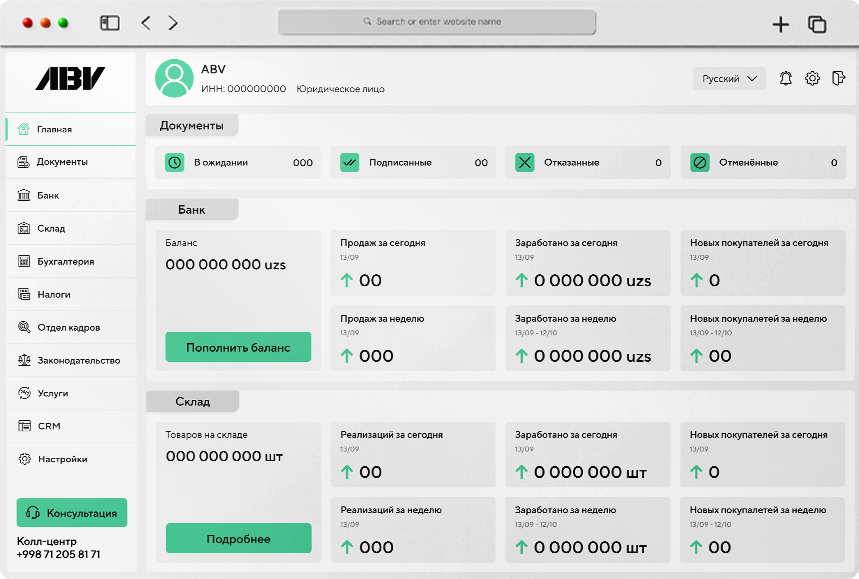 Search or enter website name
ABV
ABV
ИНН: 000000000 Юридическое лицо
Русский
Главная
Документы
Банк
Склад
Бухгалтерия
Налоги
Отдел кадров
Законодательство
Услуги
CRM
Настройки
Консультация
Колл-центр
+998 71 205 81 71
Документы
В ожидании 000
Подписанные 00
Отказанные 0
Отменённые 0
Банк
Баланс
000 000 000 uzs
Пополнить баланс
Продаж за сегодня
13/09
00
Заработано за сегодня
13/09
0 000 000 uzs
Новых покупателей за сегодня
13/09
0
Продаж за неделю
13/09
000
Заработано за неделю
13/09 - 12/10
0 000 000 uzs
Новых покупалетей за неделю
13/09 - 12/10
00
Склад
Товаров на складе
000 000 000 шт
Подробнее
Реализаций за сегодня
13/09
00
Заработано за сегодня
13/09
0 000 000 шт
Новых покупателей за сегодня
13/09
0
Реализаций за неделю
13/09
000
Заработано за неделю
13/09 - 12/10
0 000 000 шт
Новых покупалетей за неделю
13/09 - 12/10
00